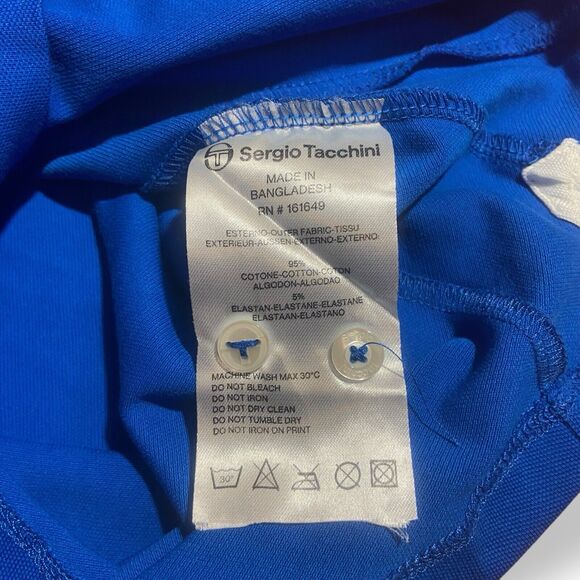 Sergio Tacchini
MADE IN
BANGLADESH
RN # 161649
ESTERNO-OUTER FABRIC-TISSU
EXTERIEUR-AUSSEN-EXTERNO-EXTERNO:
95%
COTONE-COTTON-COTON
ALGODON-ALGODAO
5%
ELASTAN-ELASTANE-ELASTANE
ELASTAAN-ELASTANO
MACHINE WASH MAX 30°C
DO NOT BLEACH
DO NOT IRON
DO NOT DRY CLEAN
DO NOT TUMBLE DRY
DO NOT IRON ON PRINT
30°